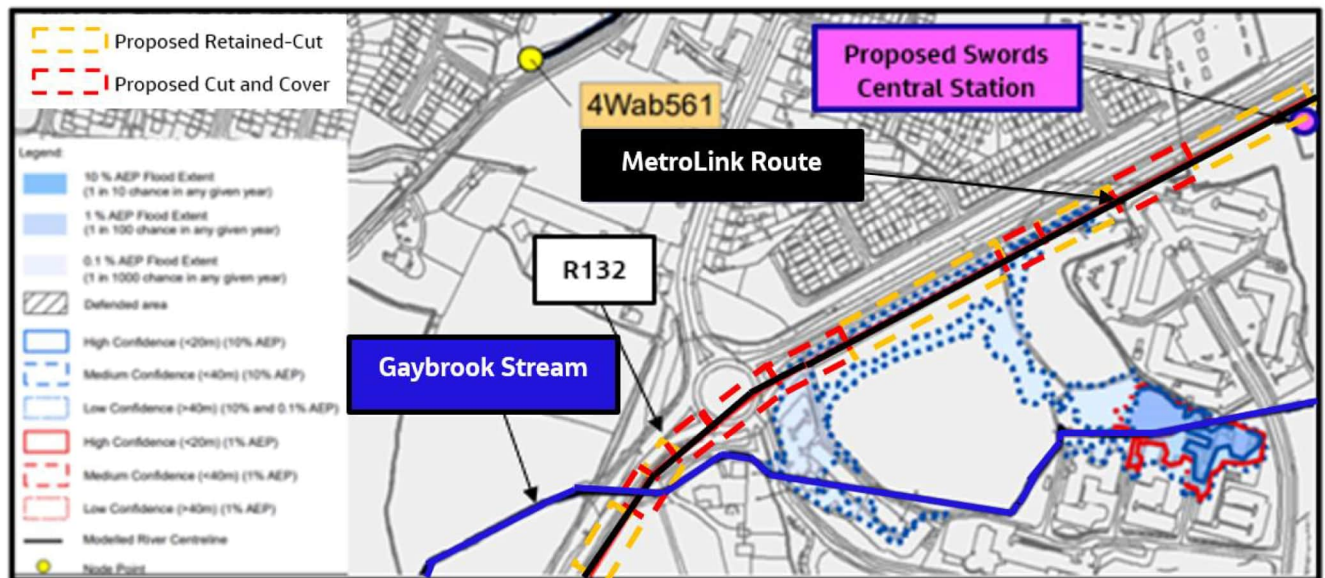 Proposed Retained-Cut
Proposed Cut and Cover
Legend:
10 % AEP Flood Extent
(1 in 10 chance in any given year)
1 % AEP Flood Extent
(1 in 100 chance in any given year)
0.1 % AEP Flood Extent
(1 in 1000 chance in any given year)
Defended area
High Confidence (<20m) (10% AEP)
Medium Confidence (<40m) (10% AEP)
Low Confidence (>40m) (10% and 0.1% AEP)
High Confidence (<20m) (1% AEP)
Medium Confidence (<40m) (1% AEP)
Low Confidence (>40m) (1% AEP)
Modelled River Centreline
Node Point
4Wab561
Proposed Swords
Central Station
MetroLink Route
R132
Gaybrook Stream